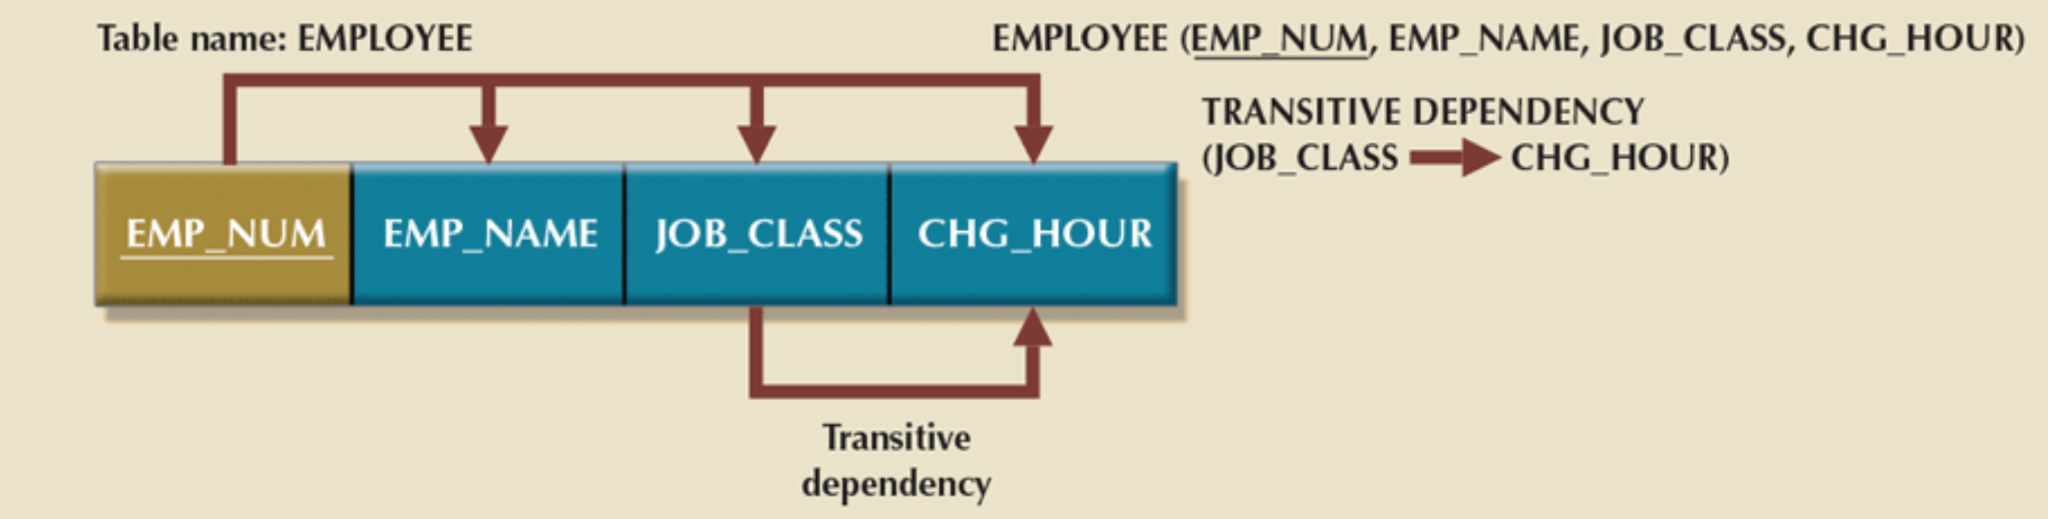 Table name: EMPLOYEE
EMPLOYEE (EMP_NUM, EMP_NAME, JOB_CLASS, CHG_HOUR)
TRANSITIVE DEPENDENCY
(JOB_CLASS CHG_HOUR)
EMP_NUM EMP_NAME JOB_CLASS CHG_HOUR
Transitive
dependency